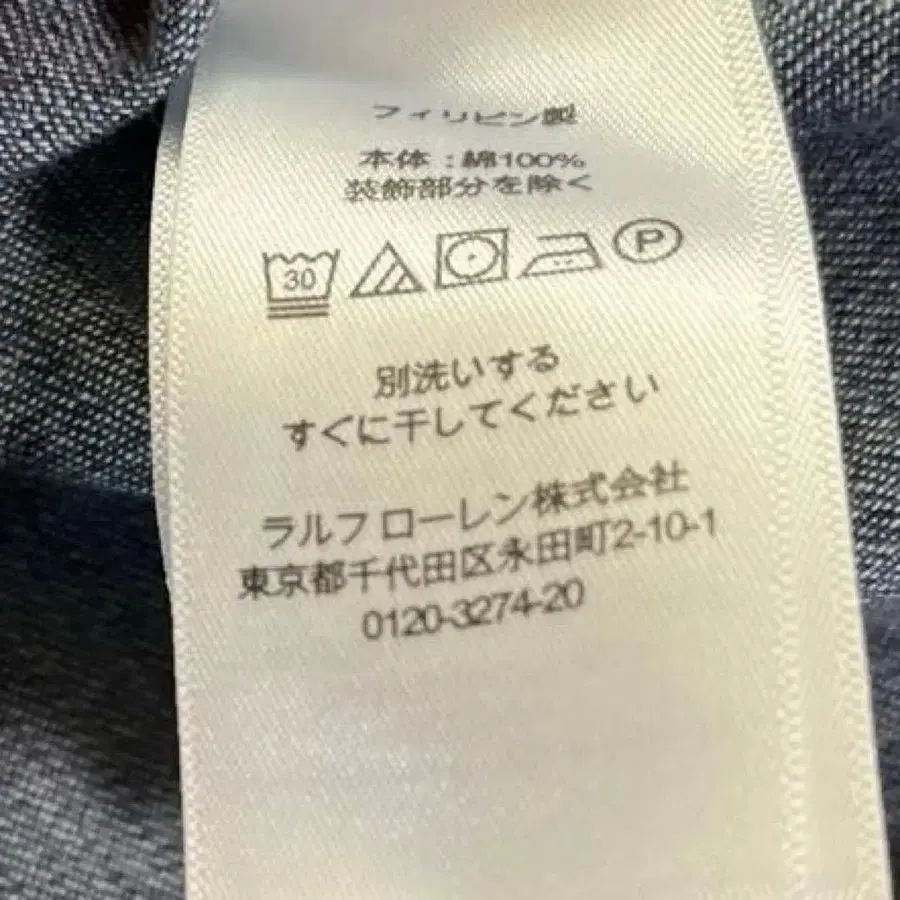 フィリピン製
本体:綿100%
装飾部分を除く
30 P
別洗いする
すぐに干してください
ラルフ ローレン株式会社
東京都千代田区永田町2-10-1
0120-3274-20